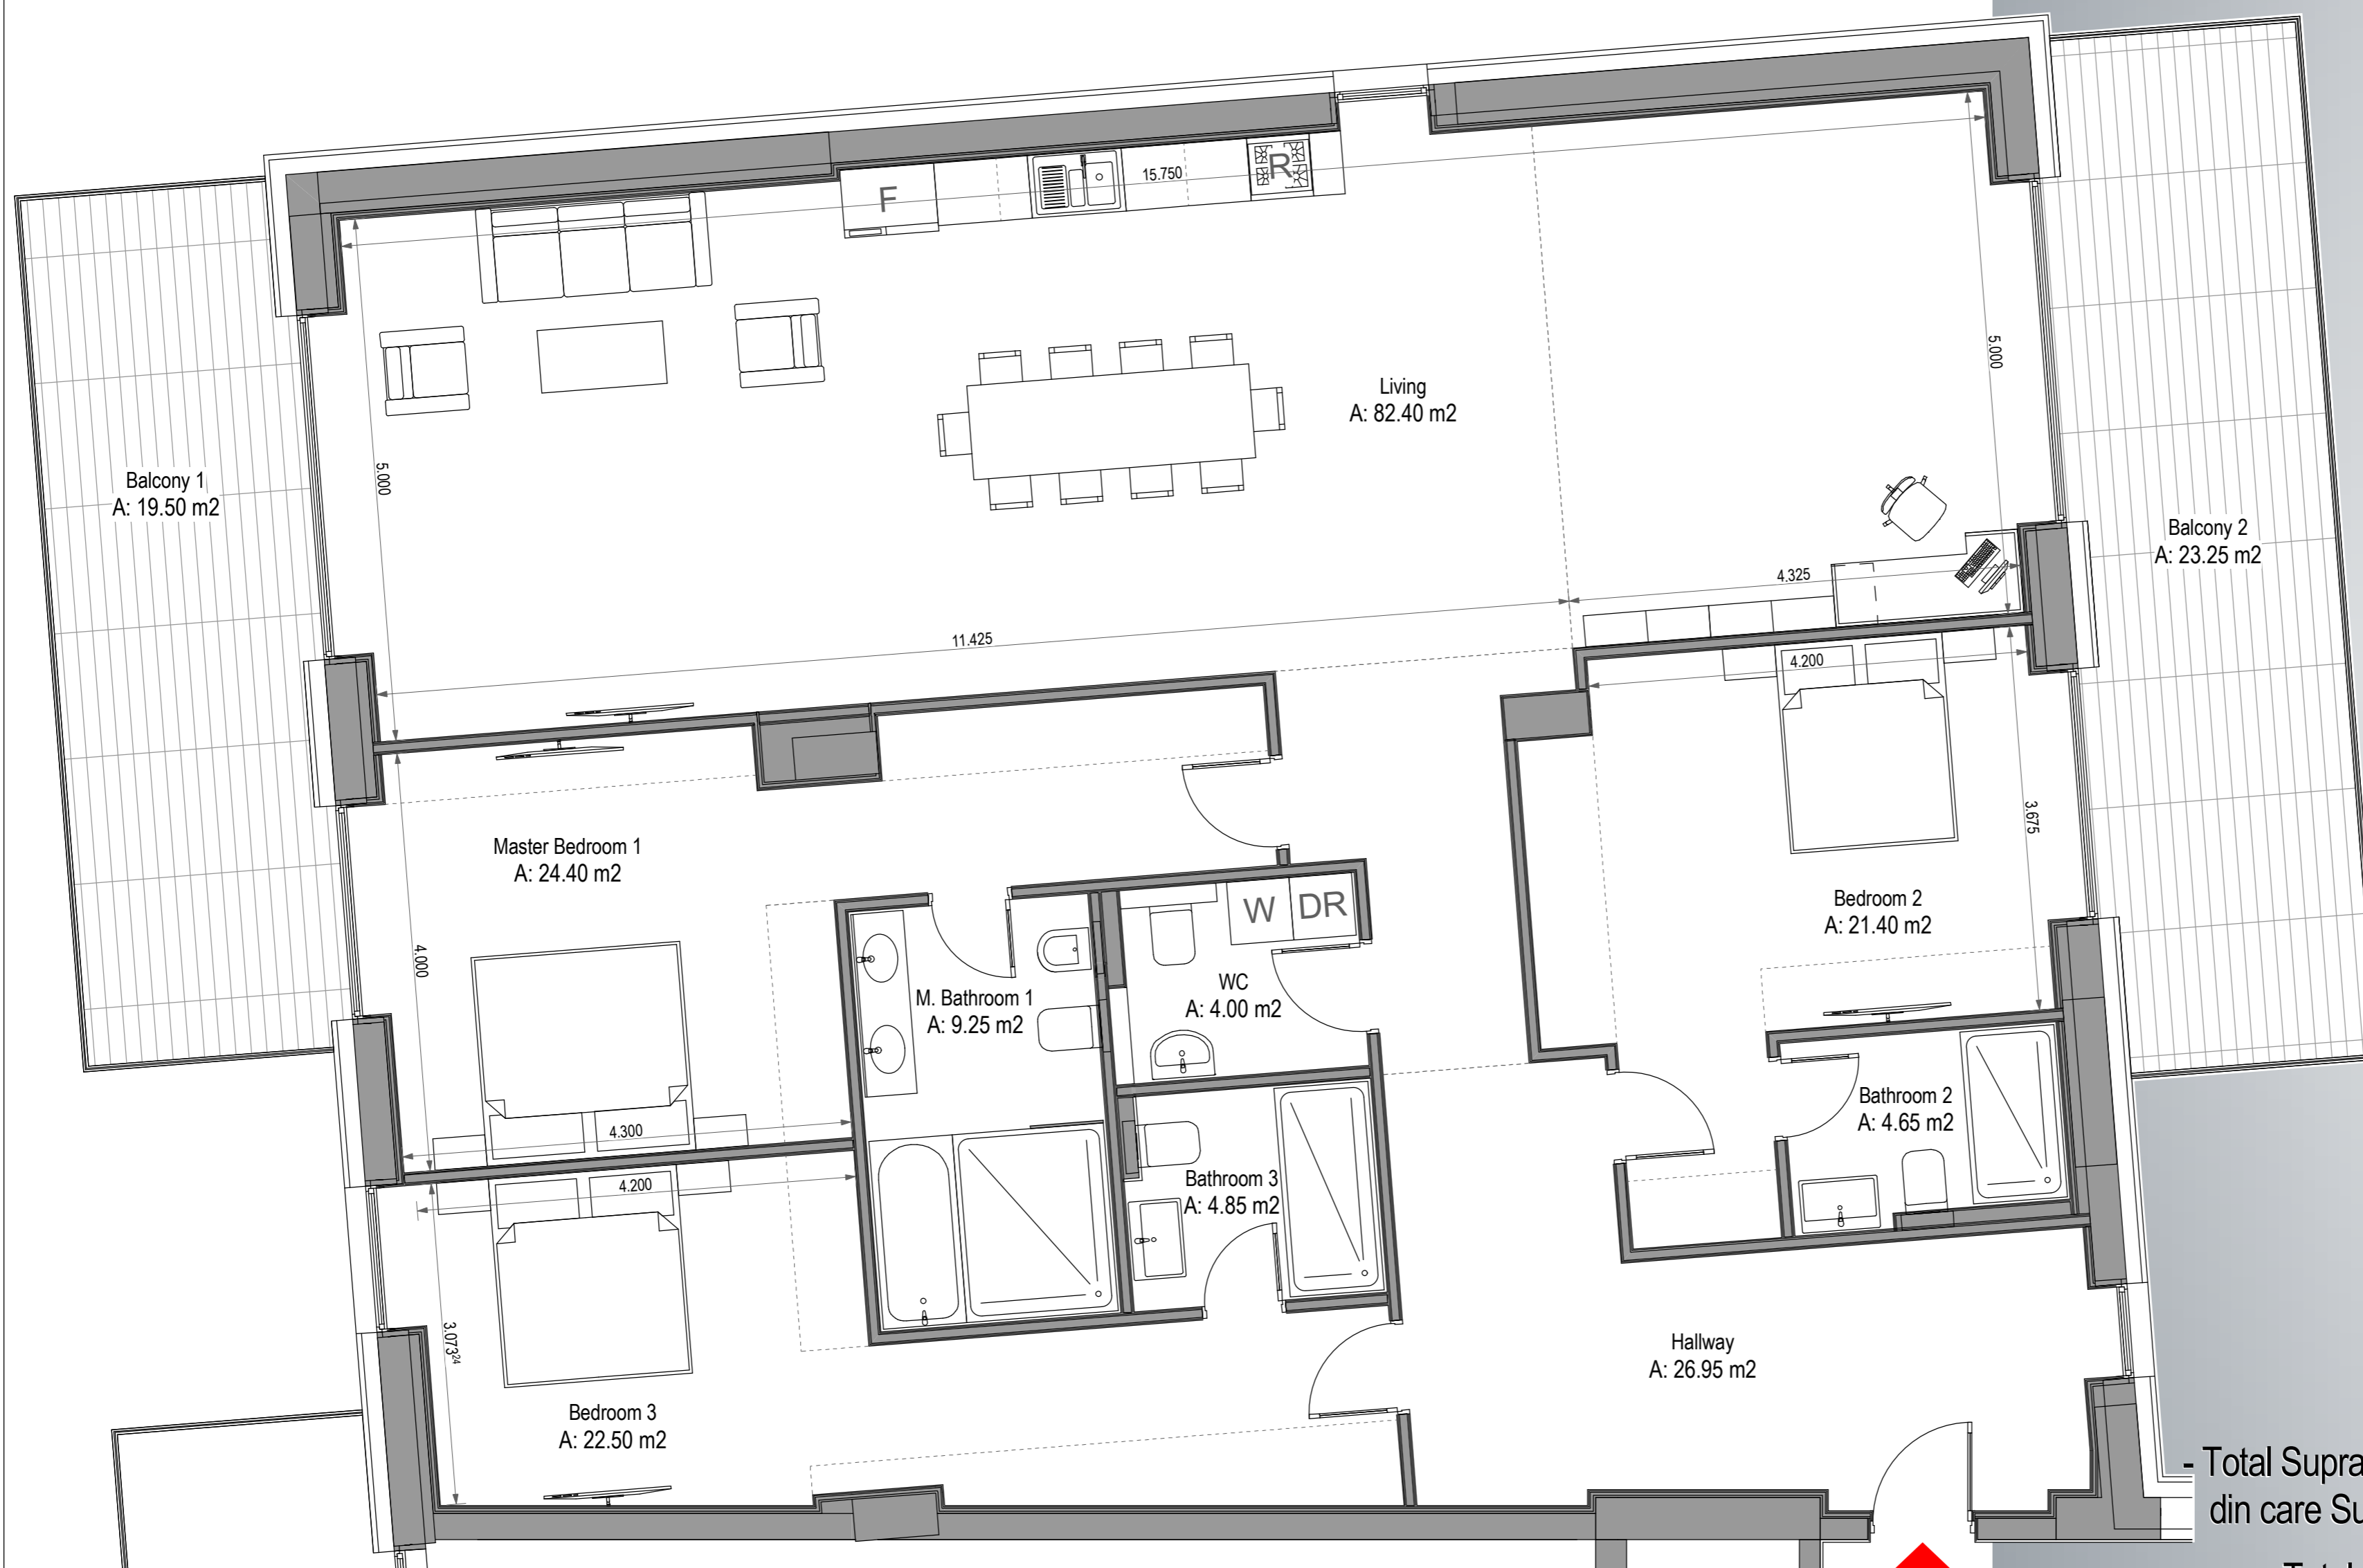 F
15.750
R
Living
A: 82.40 m2
5.000
5.000
Balcony 1
A: 19.50 m2
Balcony 2
A: 23.25 m2
4.325
11.425
4.200
3.675
Master Bedroom 1
A: 24.40 m2
4.000
W
DR
Bedroom 2
A: 21.40 m2
M. Bathroom 1
A: 9.25 m2
WC
A: 4.00 m2
4.300
Bathroom 2
A: 4.65 m2
4.200
Bathroom 3
A: 4.85 m2
3.07324
Hallway
A: 26.95 m2
Bedroom 3
A: 22.50 m2
- Total Supra
din care Su